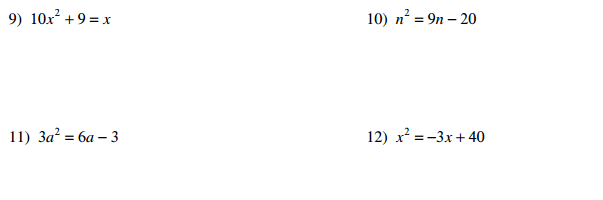 9) 10x² + 9 = x
10) n² = 9n – 20
11) 3a² = 6a – 3
12) x² = –3x + 40